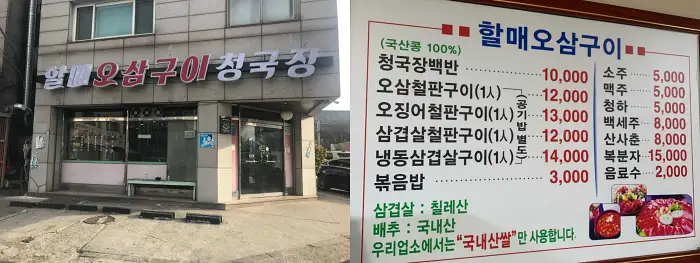 할매 오삼구이 청국장
할매오삼구이
(국산콩 100%)
청국장백반 10,000
오삼철판구이(1人) 12,000
오징어철판구이(1人) 13,000
삼겹살철판구이(1人) 12,000
냉동삼겹살구이(1人) 14,000
(공기밥별도)
볶음밥 3,000
소주 5,000
맥주 5,000
청하 5,000
백세주 8,000
산사춘 8,000
복분자 15,000
음료수 2,000
삼겹살 : 칠레산
배추 : 국내산
우리업소에서는 "국내산쌀"만 사용합니다.